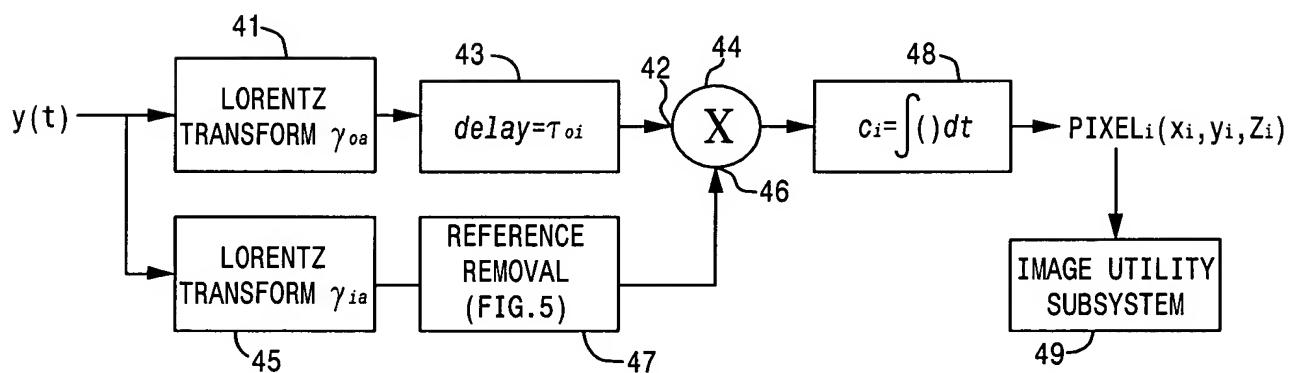 41
43
42
44
48
y(t)
LORENTZ
TRANSFORM γoa
delay=τoi
X
ci=∫()dt
PIXELi(xi,yi,Zi)
46
LORENTZ
TRANSFORM γia
REFERENCE
REMOVAL
(FIG.5)
IMAGE UTILITY
SUBSYSTEM
45
47
49